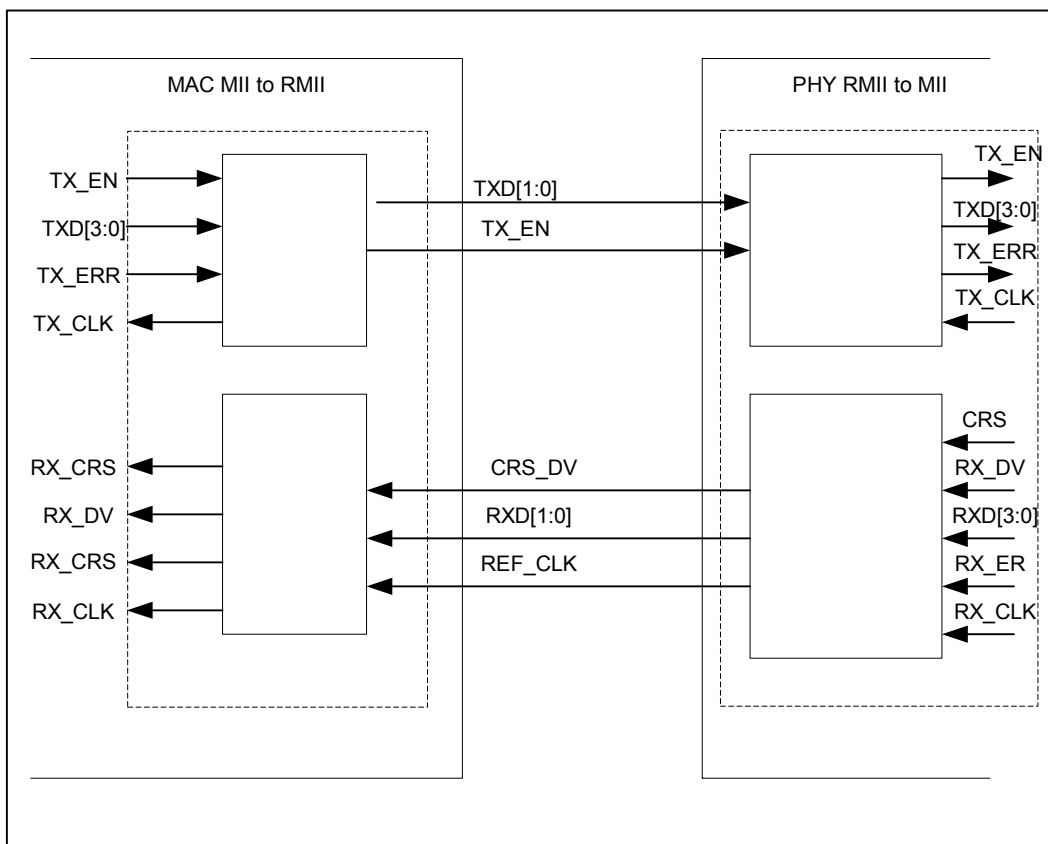 MAC MII to RMII
PHY RMII to MII
TX_EN
TXD[3:0]
TX_ERR
TX_CLK
TXD[1:0]
TX_EN
TX_EN
TXD[3:0]
TX_ERR
TX_CLK
RX_CRS
RX_DV
RX_CRS
RX_CLK
CRS_DV
RXD[1:0]
REF_CLK
CRS
RX_DV
RXD[3:0]
RX_ER
RX_CLK